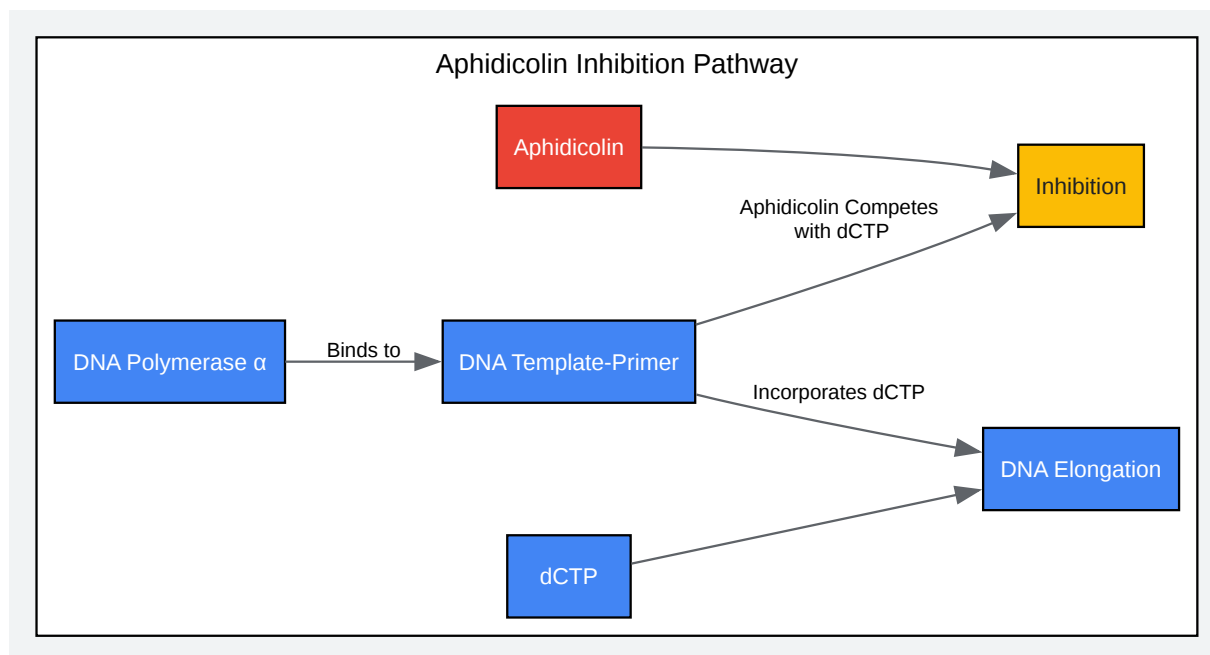 Aphidicolin Inhibition Pathway
Aphidicolin
Inhibition
Aphidicolin Competes
with dCTP
DNA Polymerase α
Binds to
DNA Template-Primer
Incorporates dCTP
DNA Elongation
dCTP